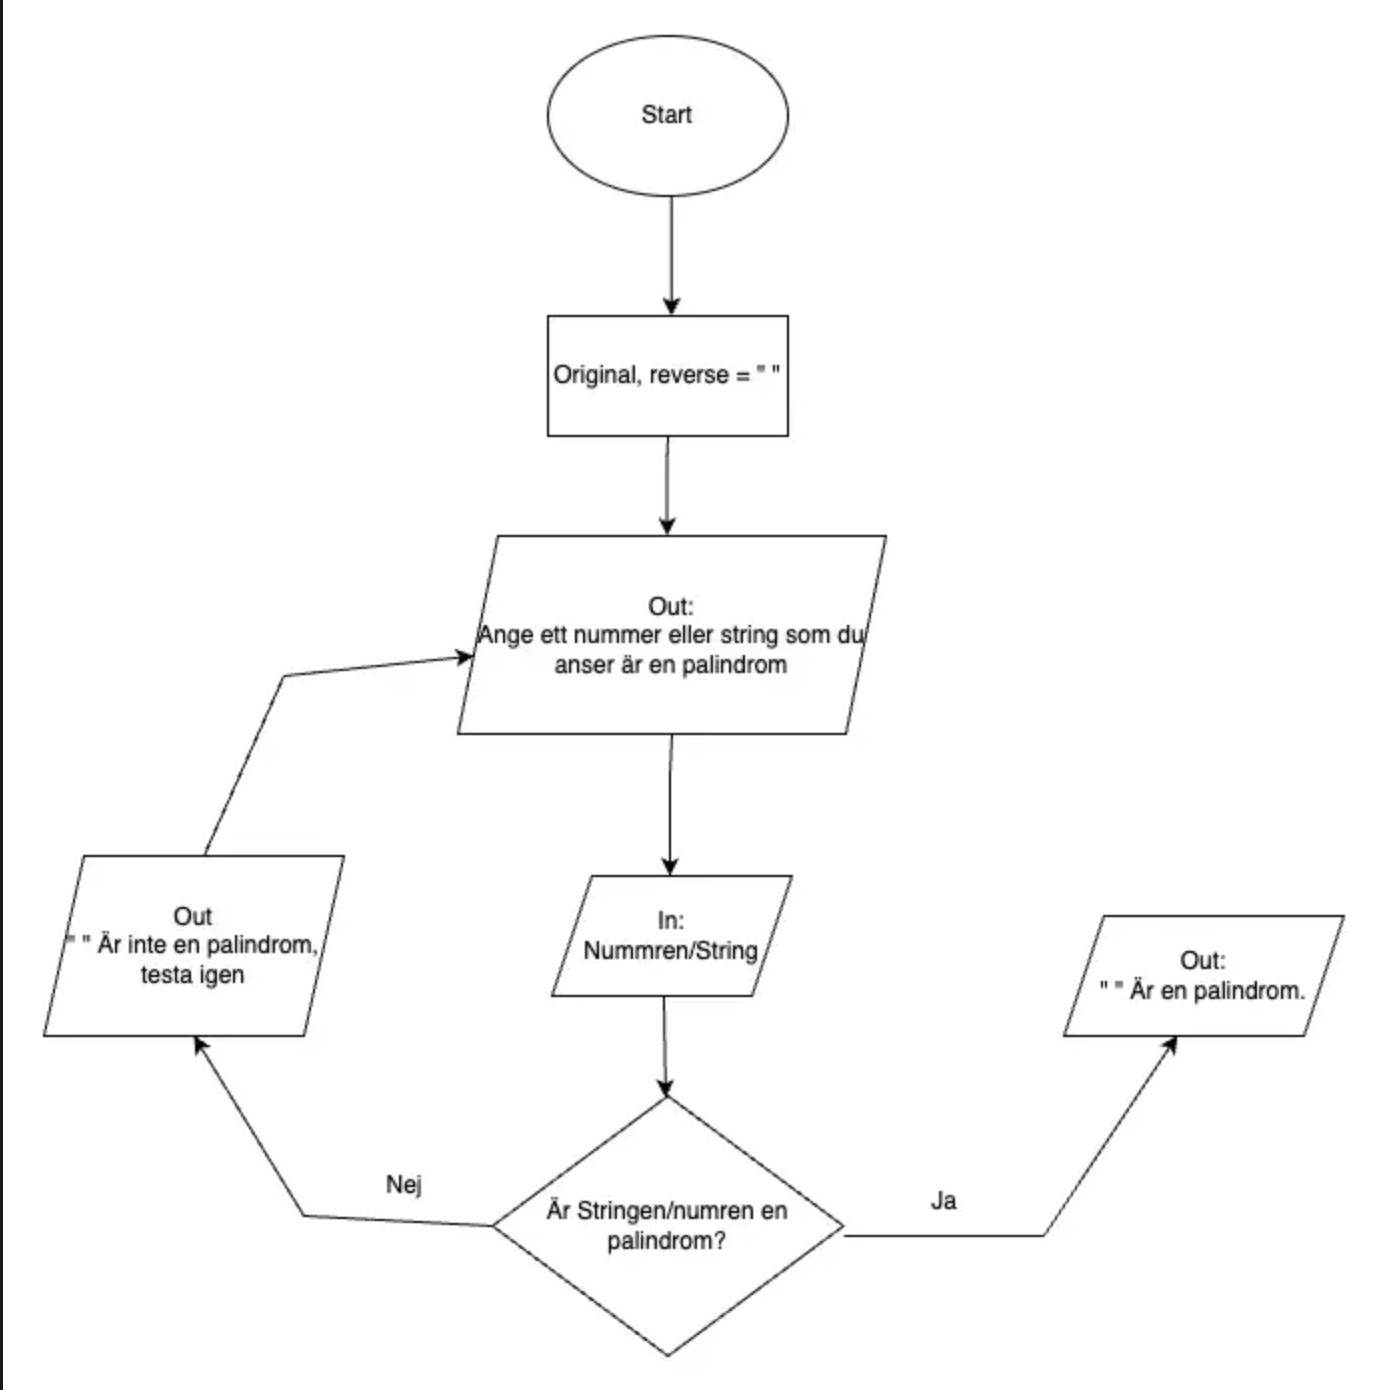 Start
Original, reverse = " "
Out:
Ange ett nummer eller string som du
anser är en palindrom
Out
" " Är inte en palindrom,
testa igen
In:
Nummren/String
Out:
" " Är en palindrom.
Nej
Ja
Är Stringen/numren en
palindrom?